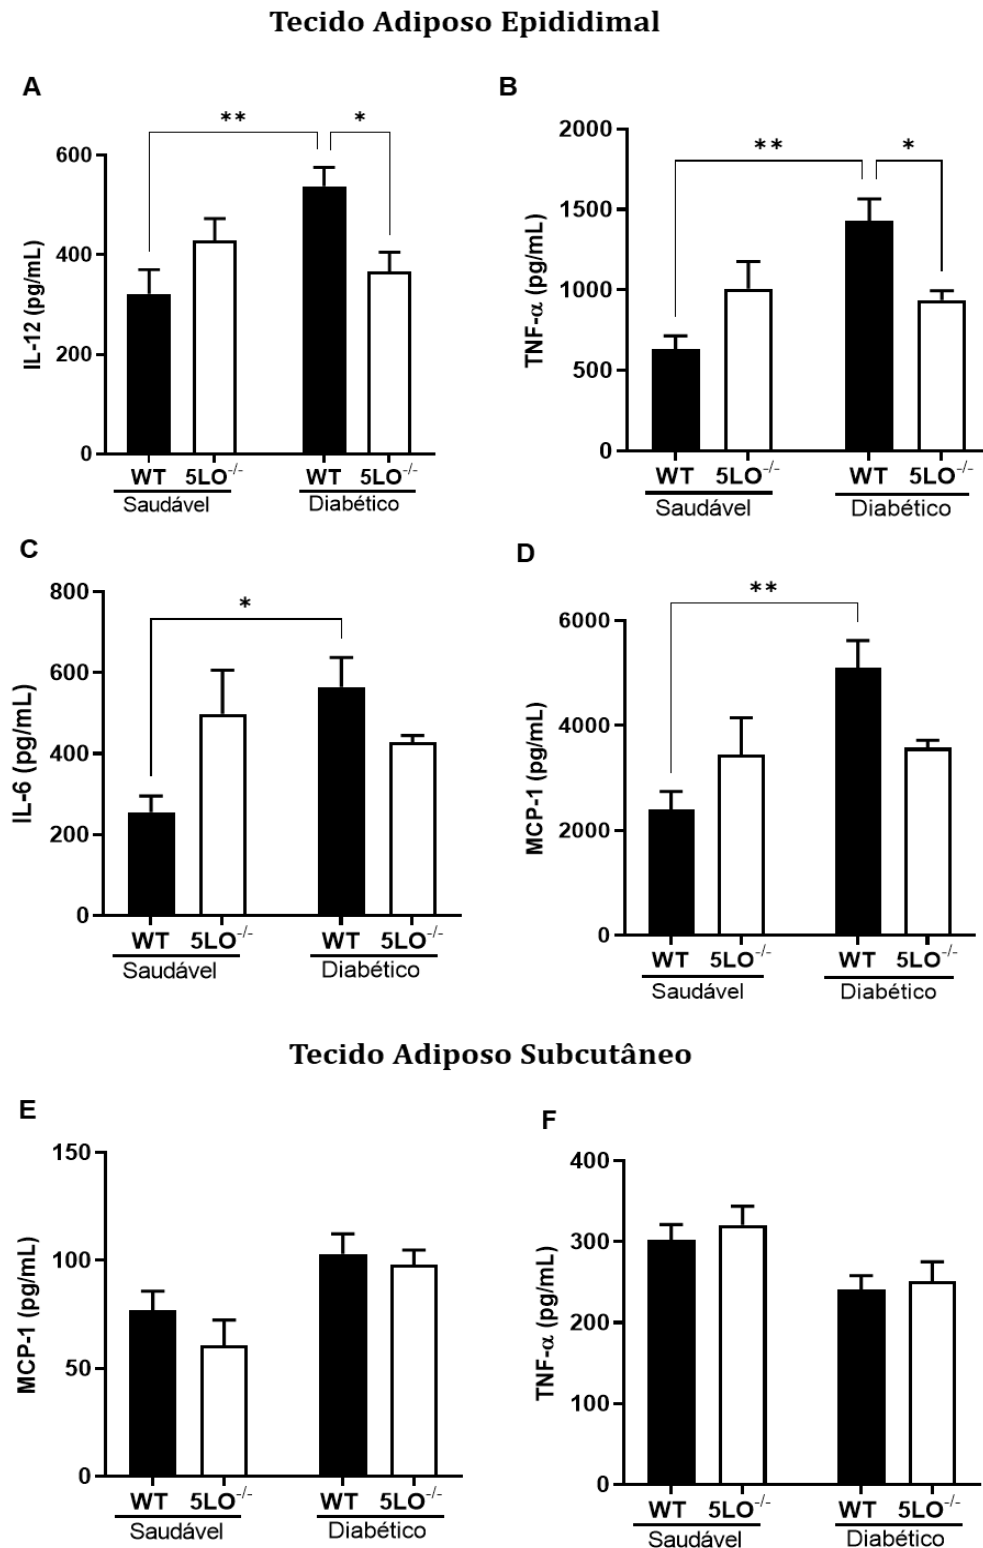 Tecido Adiposo Epididimal
A
** *
600
400
200
0
IL-12 (pg/mL)
WT 5LO-/- WT 5LO-/-
Saudável Diabético
B
** *
2000
1500
1000
500
0
TNF-α (pg/mL)
WT 5LO-/- WT 5LO-/-
Saudável Diabético
C
*
800
600
400
200
0
IL-6 (pg/mL)
WT 5LO-/- WT 5LO-/-
Saudável Diabético
D
**
6000
4000
2000
0
MCP-1 (pg/mL)
WT 5LO-/- WT 5LO-/-
Saudável Diabético
Tecido Adiposo Subcutâneo
E
150
100
50
0
MCP-1 (pg/mL)
WT 5LO-/- WT 5LO-/-
Saudável Diabético
F
400
300
200
100
0
TNF-α (pg/mL)
WT 5LO-/- WT 5LO-/-
Saudável Diabético